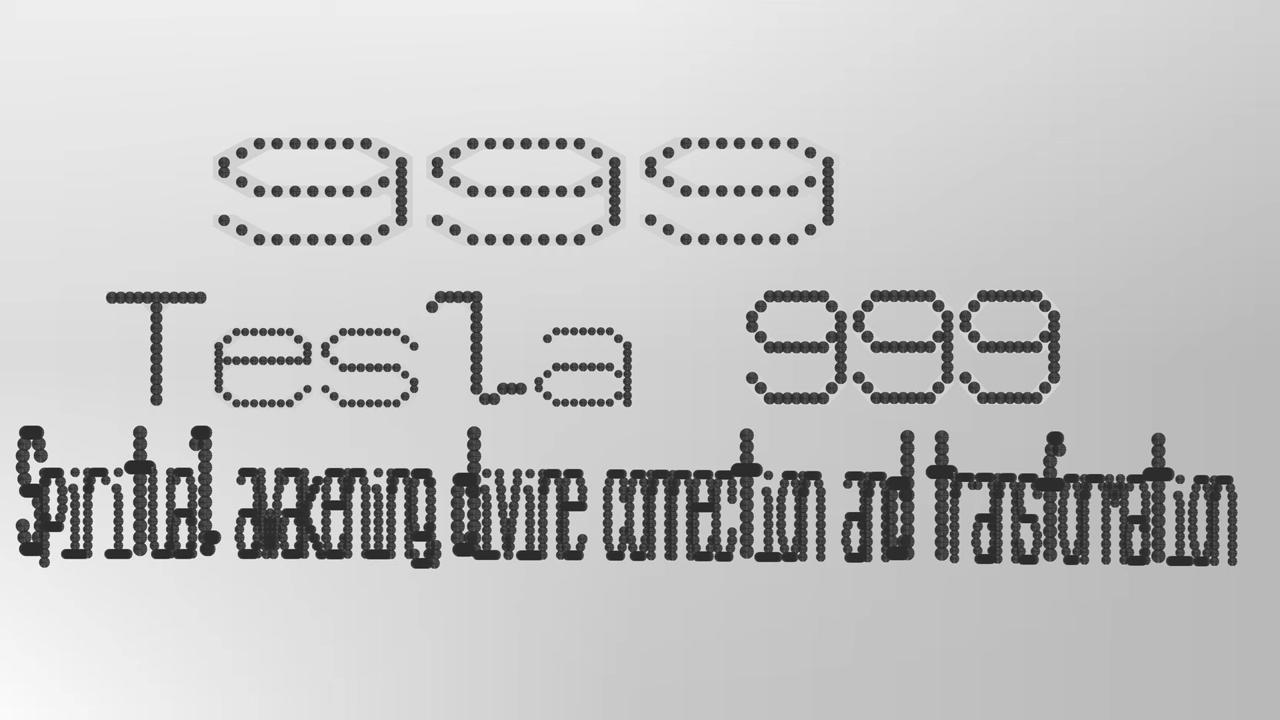 999
Tesla 999
Spiritual awakening, divine connection and transformation